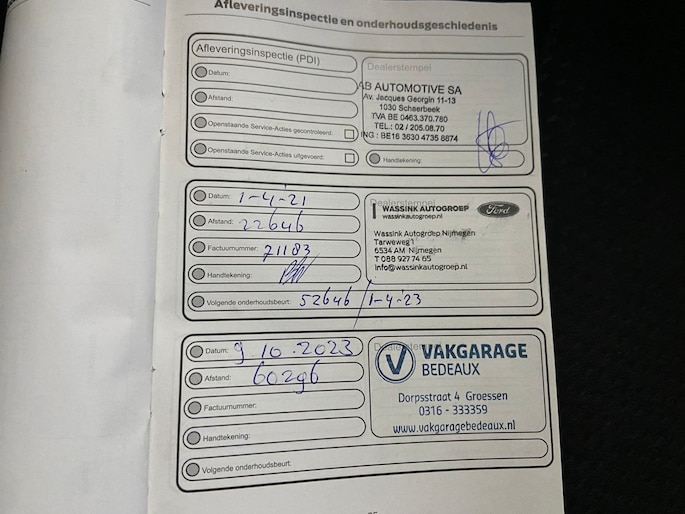 Afleveringsinspectie en onderhoudsgeschiedenis
Afleveringsinspectie (PDI)
Datum:
Afstand:
Openstaande Service-Acties gecontroleerd:
Openstaande Service-Acties uitgevoerd:
Dealerstempel
AB AUTOMOTIVE SA
Av. Jacques Georgin 11-13
1030 Schaerbeek
TVA BE 0463.370.780
TEL.: 02 / 205.08.70
ING : BE16 3630 4735 8874
Handtekening:
Datum: 1-4-'21
Afstand: 22646
Factuurnummer: 71183
Handtekening:
Volgende onderhoudsbeurt: 52646 / 1-4-'23
Dealerstempel
WASSINK AUTOGROEP Ford
wassinkautogroep.nl
Wassink Autogroep Nijmegen
Tarweweg 1
6534 AM Nijmegen
T 088 927 74 65
info@wassinkautogroep.nl
Datum: 9 10.2023
Afstand: 60296
Factuurnummer:
Handtekening:
Volgende onderhoudsbeurt:
Dealerstempel
VAKGARAGE
BEDEAUX
Dorpsstraat 4 Groessen
0316 - 333359
www.vakgaragebedeaux.nl